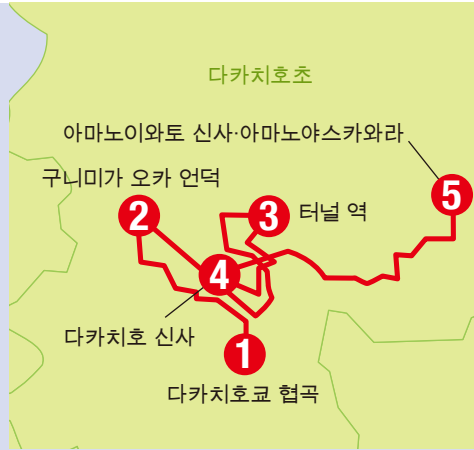 다카치호초
아마노이와토 신사·아마노야스카와라
구니미가 오카 언덕
5
2
3
터널 역
4
다카치호 신사
1
다카치호쿄 협곡